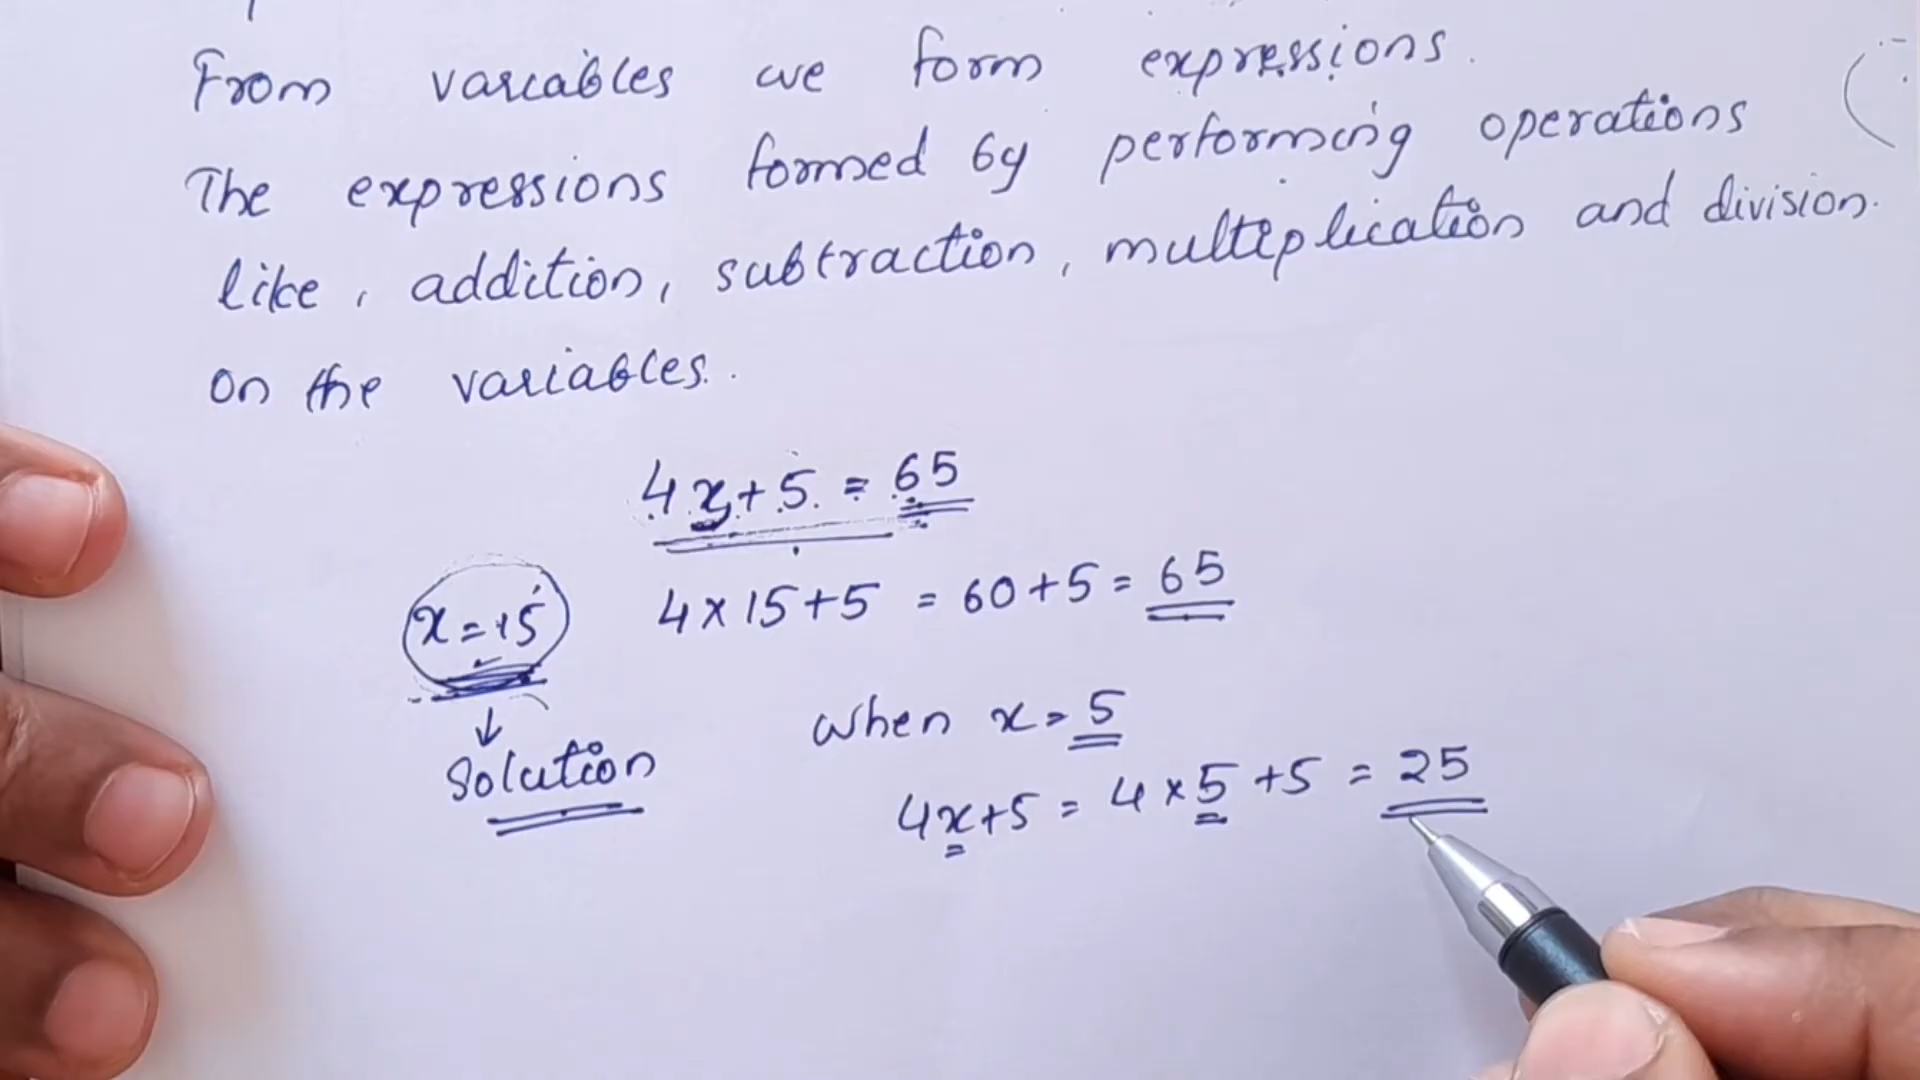 From variables we form expressions.
The expressions formed by performing operations
like, addition, subtraction, multiplication and division.
on the variables.
4x+5 = 65
4×15+5 = 60+5 = 65
x=15
↓
Solution
when x=5
4x+5 = 4×5+5 = 25